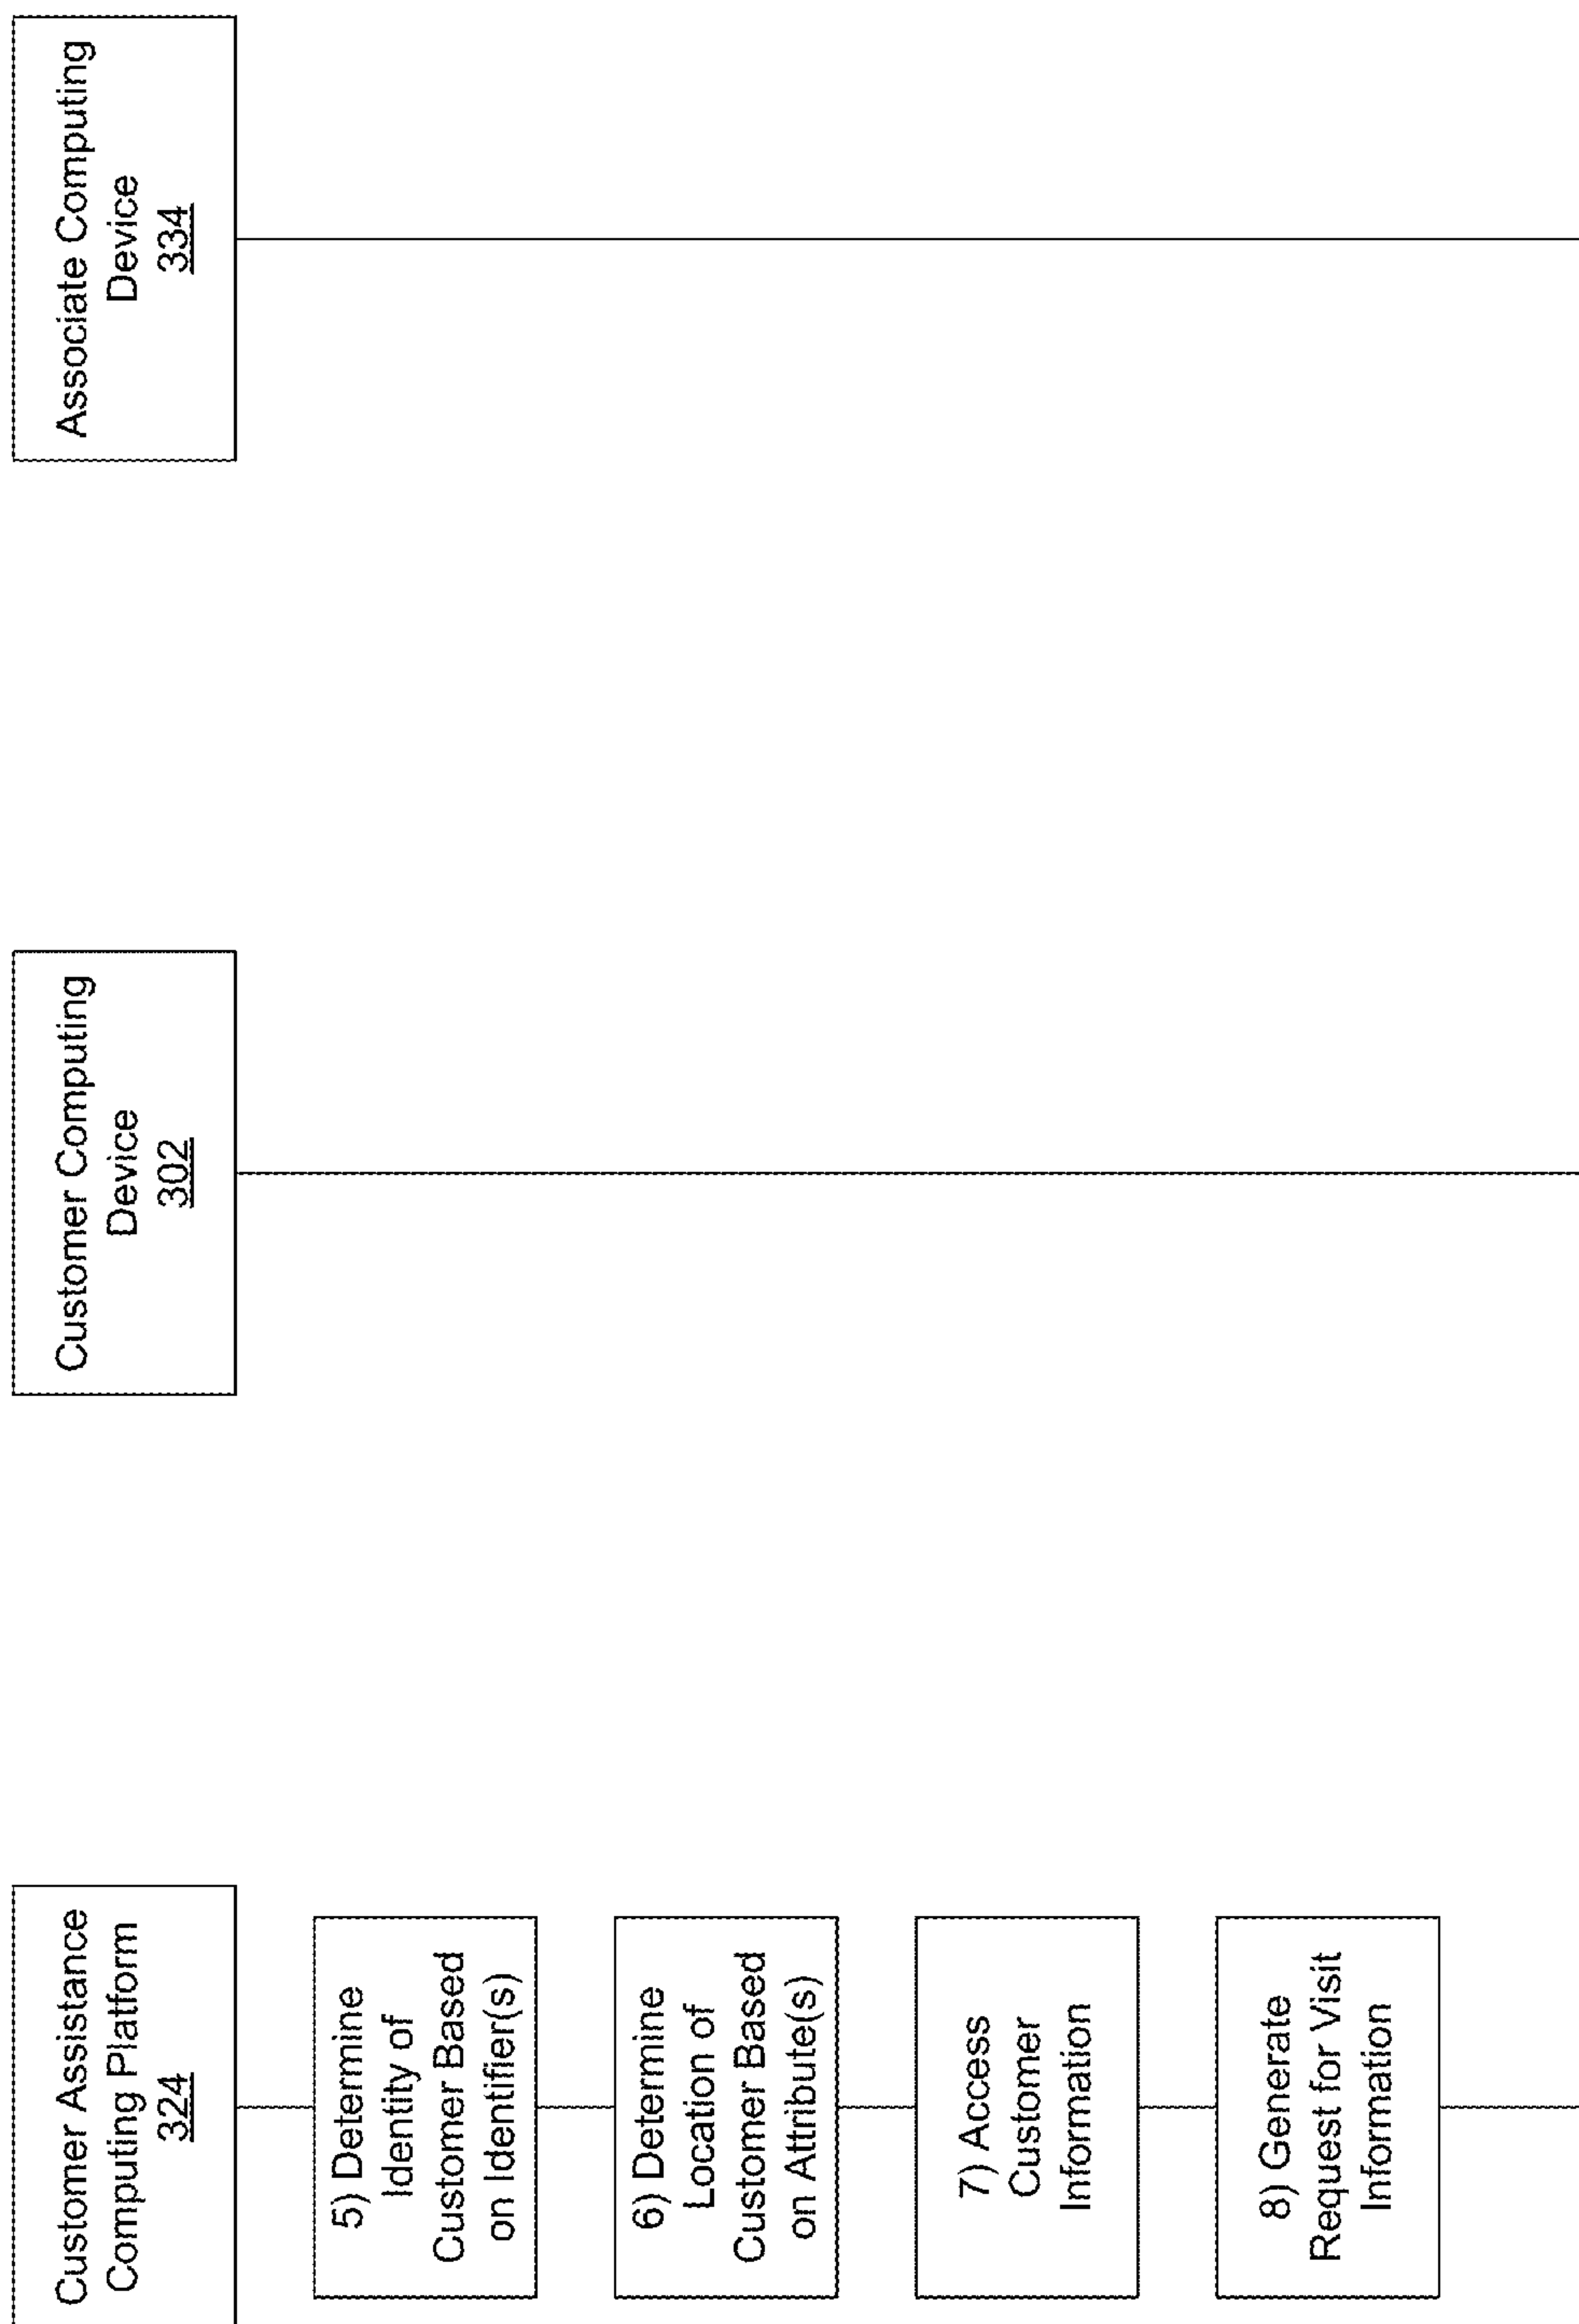 Customer Assistance
Computing Platform
324
Customer Computing
Device
302
Associate Computing
Device
334
5) Determine
Identity of
Customer Based
on Identifier(s)
6) Determine
Location of
Customer Based
on Attribute(s)
7) Access
Customer
Information
8) Generate
Request for Visit
Information